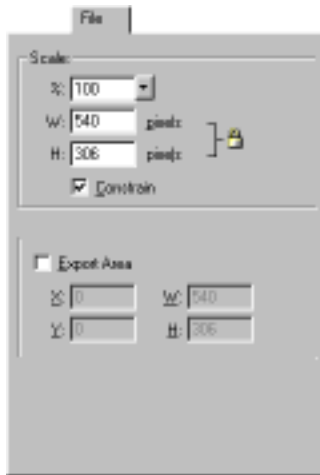 File
Scale:
%: 100
W: 540 pixels
H: 306 pixels
Constrain
Export Area
X: 0 W: 540
Y: 0 H: 306